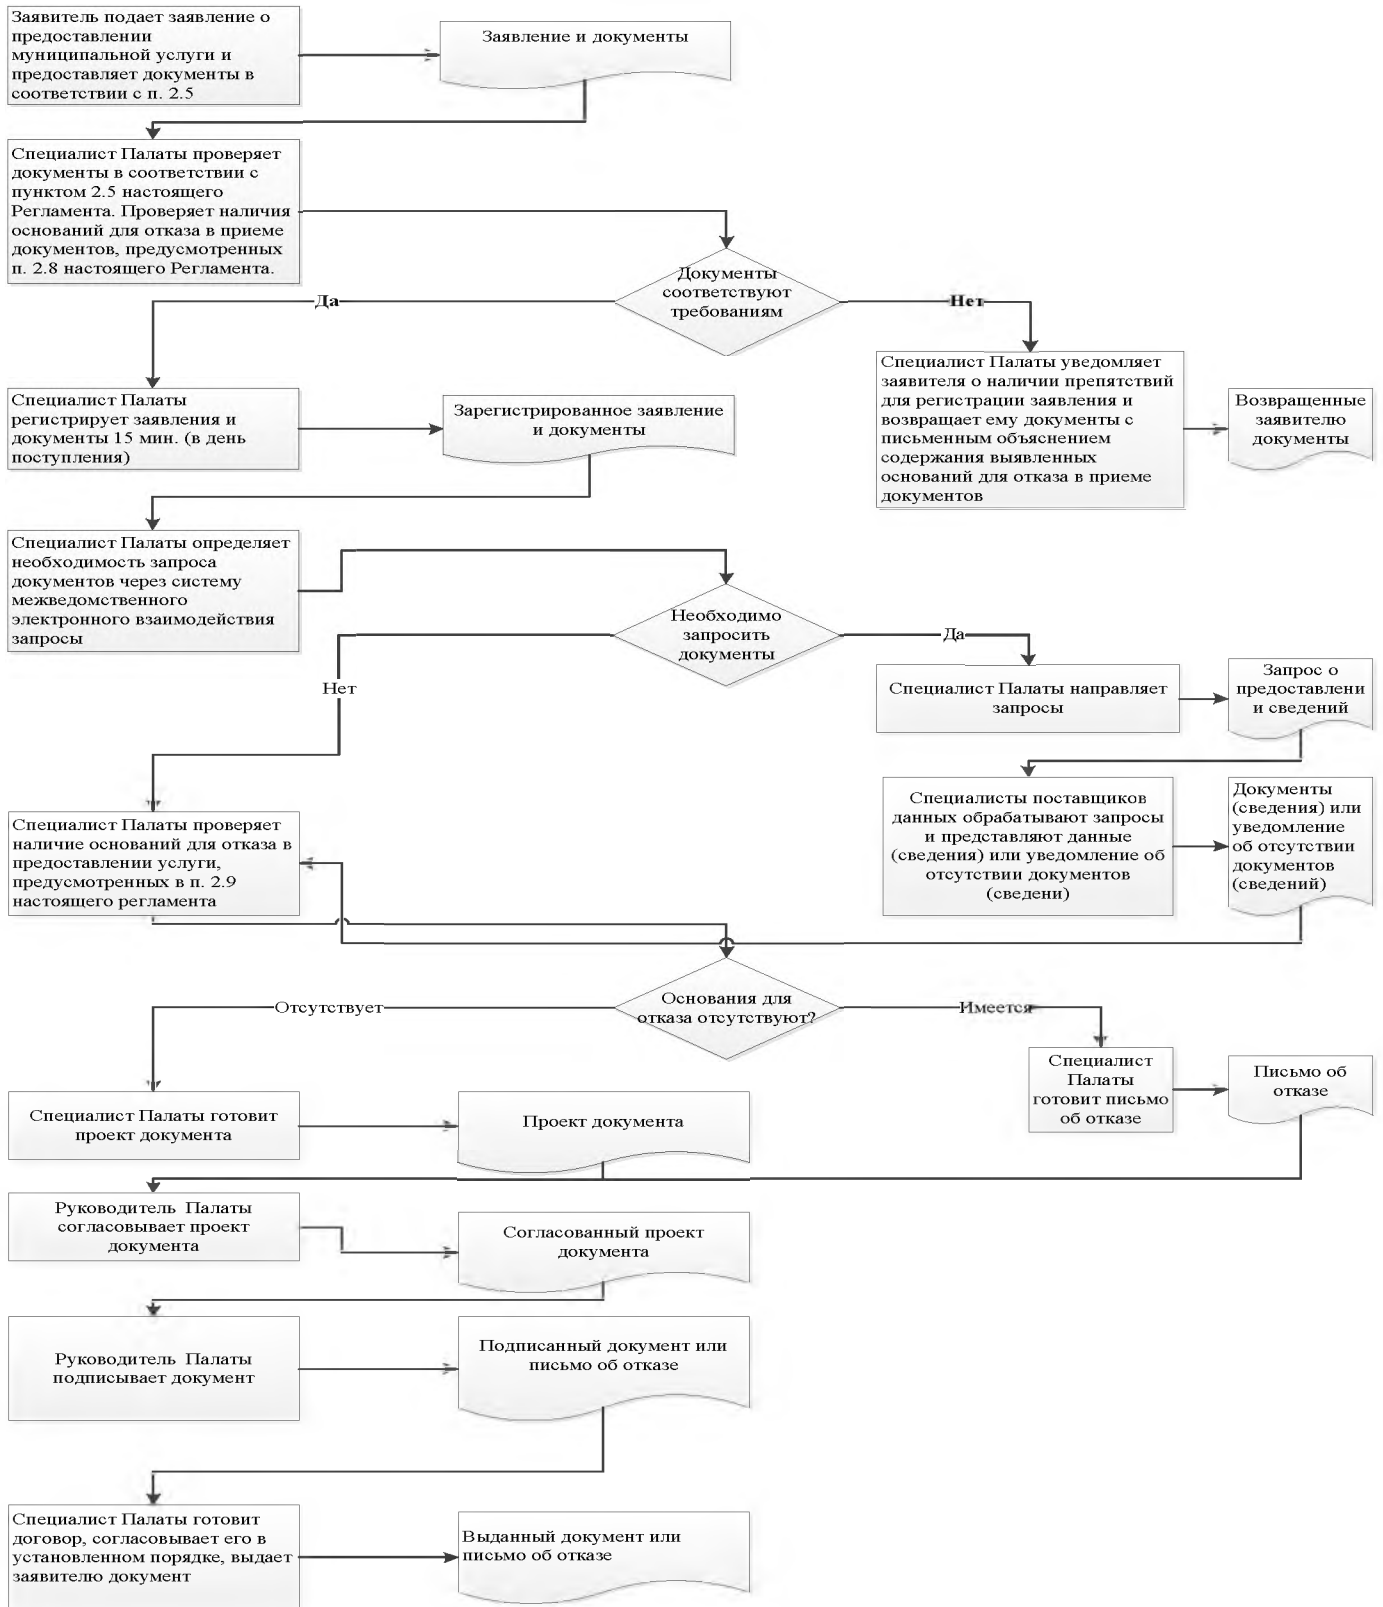 Заявитель подает заявление о
предоставлении
муниципальной услуги и
предоставляет документы в
соответствии с п. 2.5
Заявление и документы
Специалист Палаты проверяет
документы в соответствии с
пунктом 2.5 настоящего
Регламента. Проверяет наличия
оснований для отказа в приеме
документов, предусмотренных
п. 2.8 настоящего Регламента.
Документы
соответствуют
требованиям
Да
Нет
Специалист Палаты уведомляет
заявителя о наличии препятствий
для регистрации заявления и
возвращает ему документы с
письменным объяснением
содержания выявленных
оснований для отказа в приеме
документов
Возвращенные
заявителю
документы
Специалист Палаты
регистрирует заявления и
документы 15 мин. (в день
поступления)
Зарегистрированное заявление
и документы
Специалист Палаты определяет
необходимость запроса
документов через систему
межведомственного
электронного взаимодействия
запросы
Необходимо
запросить
документы
Да
Нет
Специалист Палаты направляет
запросы
Запрос о
предоставлени
и сведений
Специалисты поставщиков
данных обрабатывают запросы
и представляют данные
(сведения) или уведомление об
отсутствии документов
(сведени)
Документы
(сведения) или
уведомление
об отсутствии
документов
(сведений)
Специалист Палаты проверяет
наличие оснований для отказа в
предоставлении услуги,
предусмотренных в п. 2.9
настоящего регламента
Основания для
отказа отсутствуют?
Отсутствует
Имеется
Специалист
Палаты
готовит письмо
об отказе
Письмо об
отказе
Специалист Палаты готовит
проект документа
Проект документа
Руководитель Палаты
согласовывает проект
документа
Согласованный проект
документа
Руководитель Палаты
подписывает документ
Подписанный документ или
письмо об отказе
Специалист Палаты готовит
договор, согласовывает его в
установленном порядке, выдает
заявителю документ
Выданный документ или
письмо об отказе